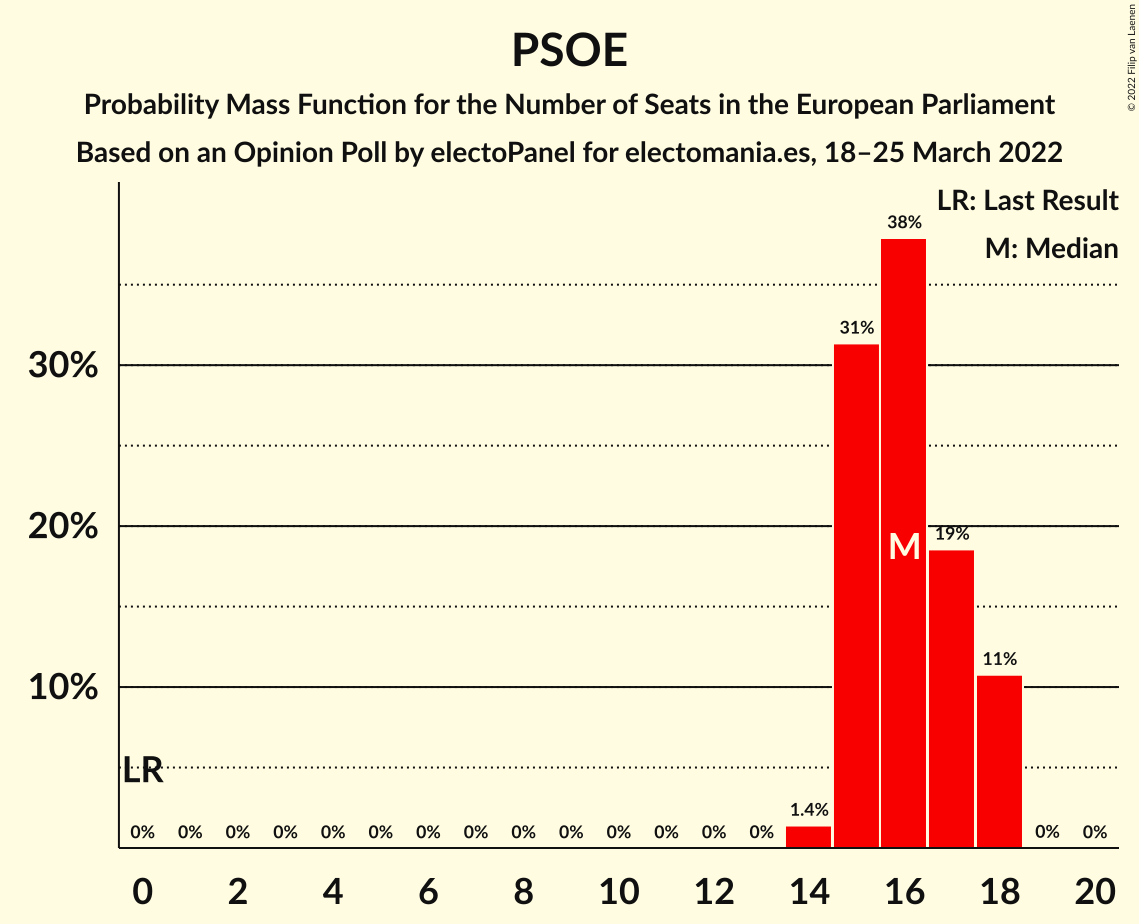 PSOE
Probability Mass Function for the Number of Seats in the European Parliament
Based on an Opinion Poll by electoPanel for electomania.es, 18–25 March 2022
© 2022 Filip van Laenen
LR: Last Result
M: Median
38%
31%
30%
20%
19%
M
11%
10%
LR
1.4%
0% 0% 0% 0% 0% 0% 0% 0% 0% 0% 0% 0% 0% 0% 0% 0%
0 2 4 6 8 10 12 14 16 18 20